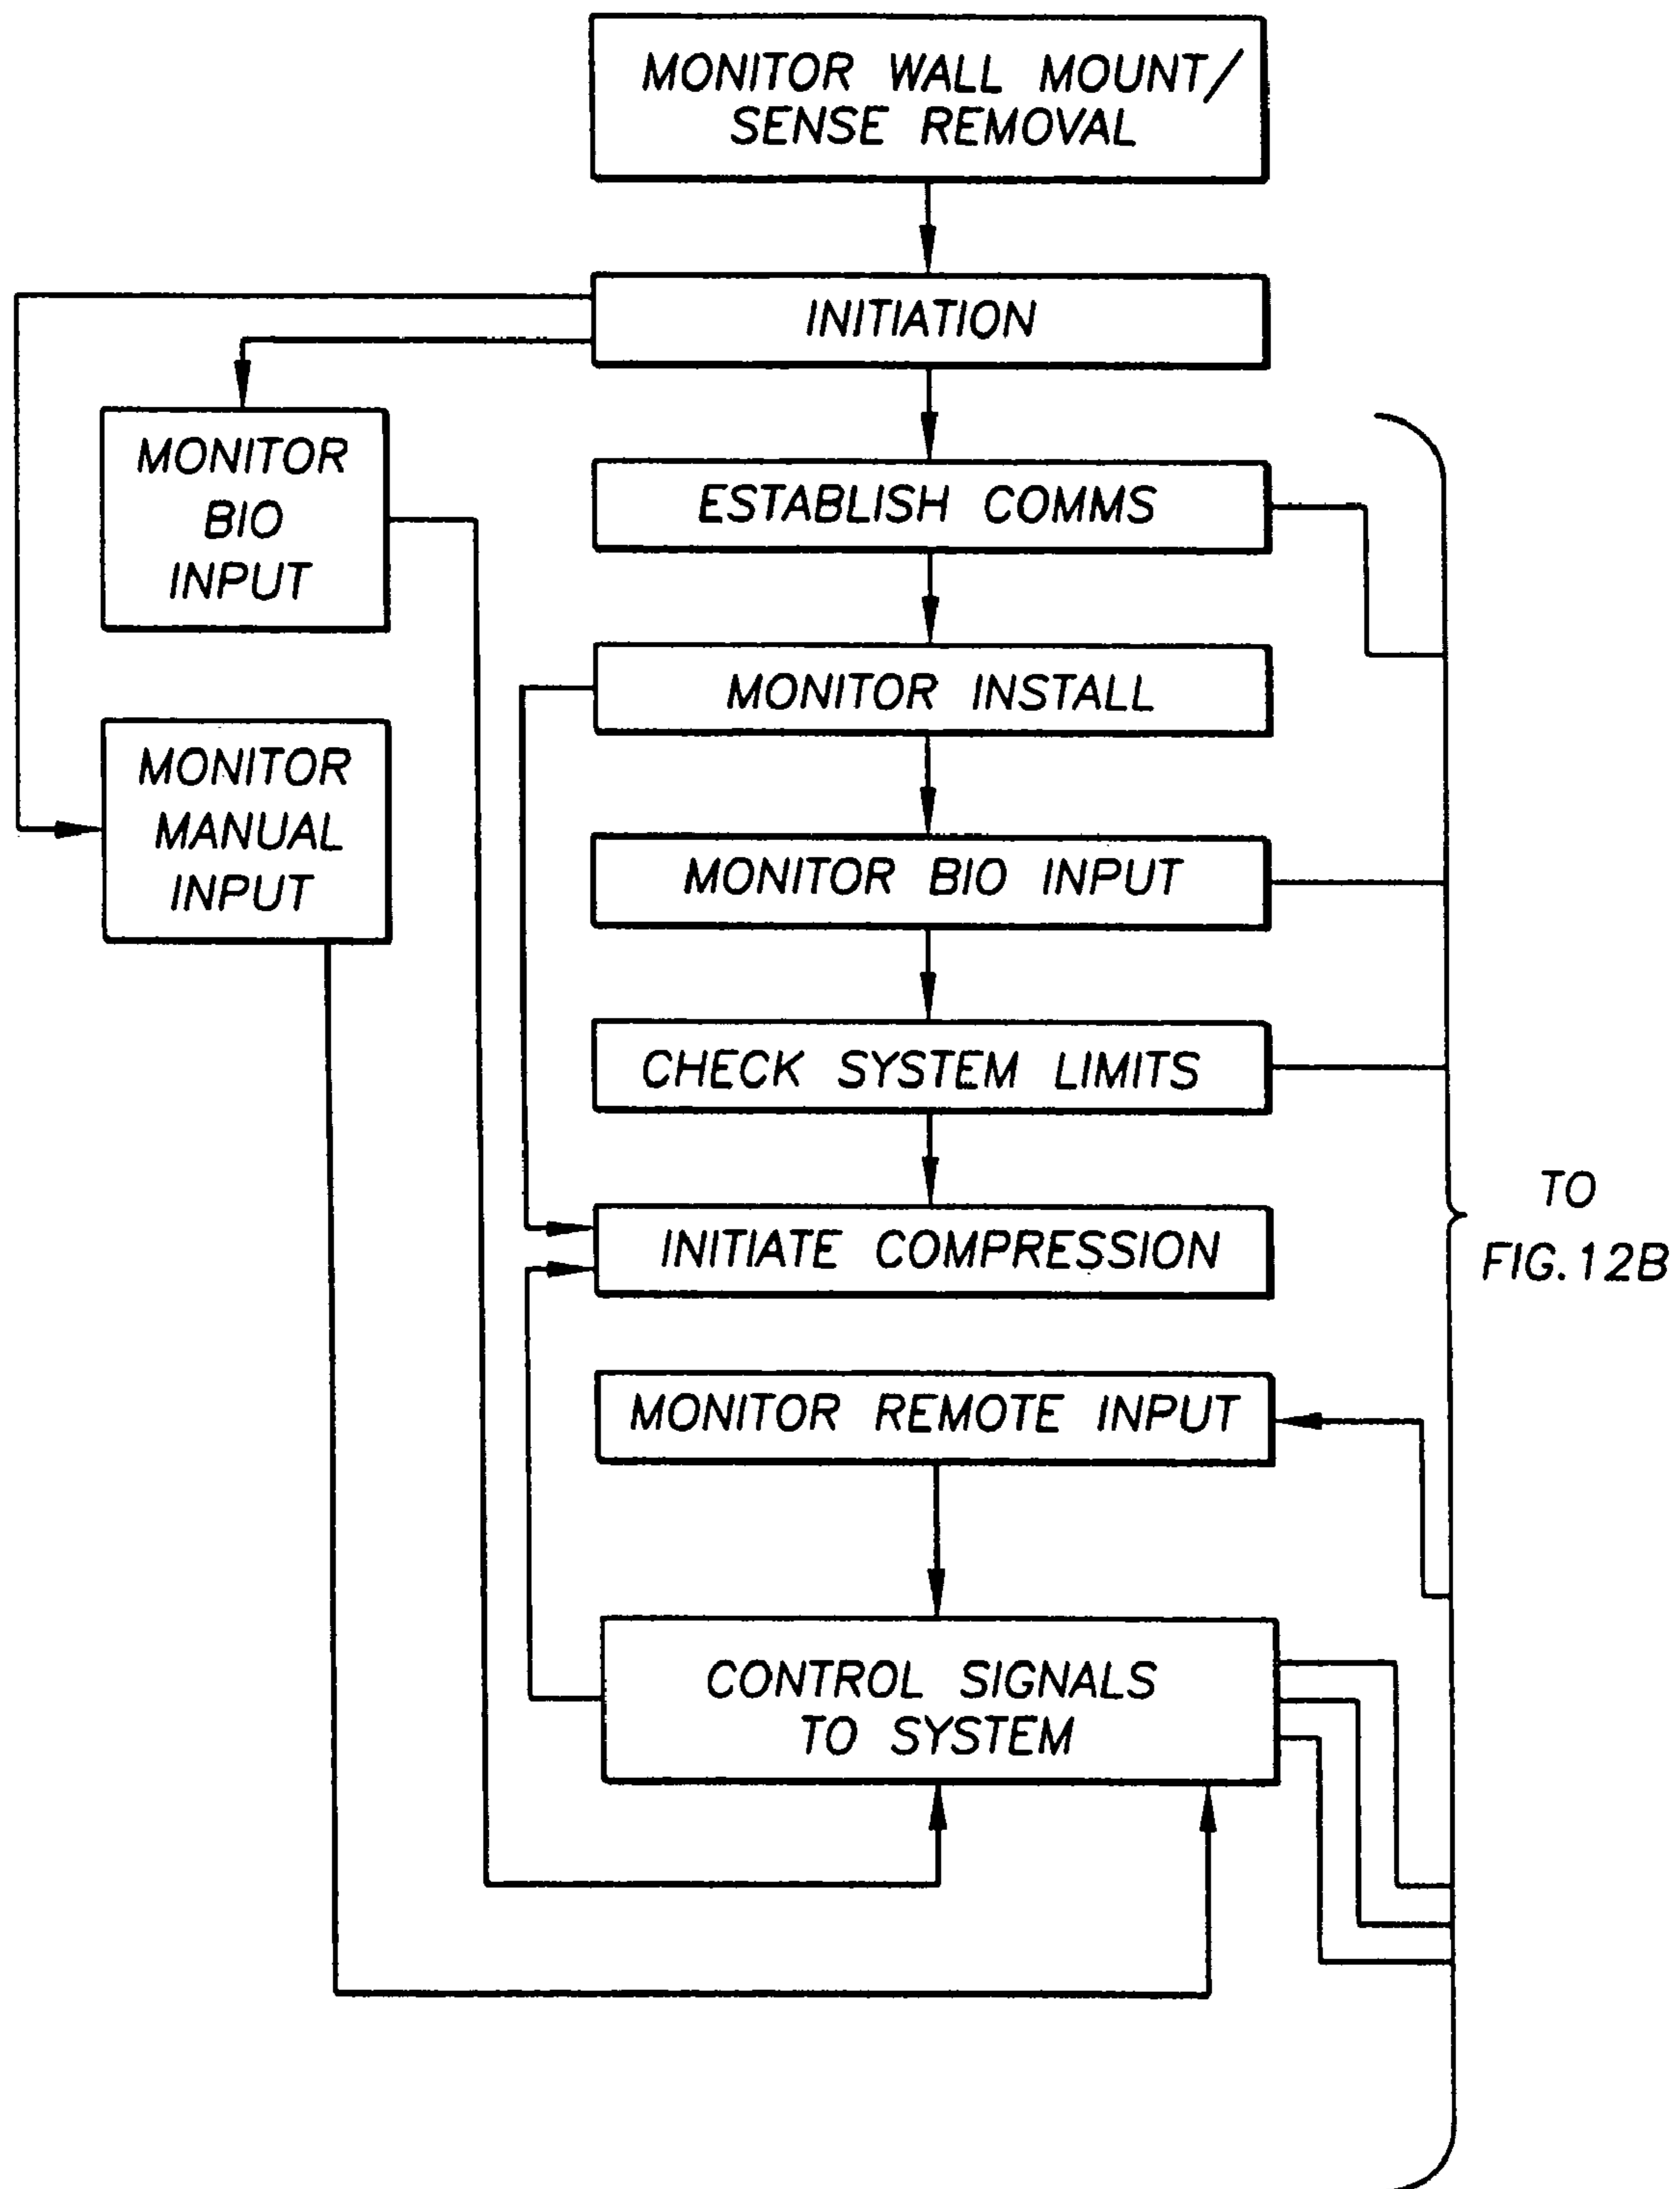 MONITOR WALL MOUNT/
SENSE REMOVAL
INITIATION
MONITOR
BIO
INPUT
ESTABLISH COMMS
MONITOR INSTALL
MONITOR
MANUAL
INPUT
MONITOR BIO INPUT
CHECK SYSTEM LIMITS
INITIATE COMPRESSION
TO
FIG.12B
MONITOR REMOTE INPUT
CONTROL SIGNALS
TO SYSTEM